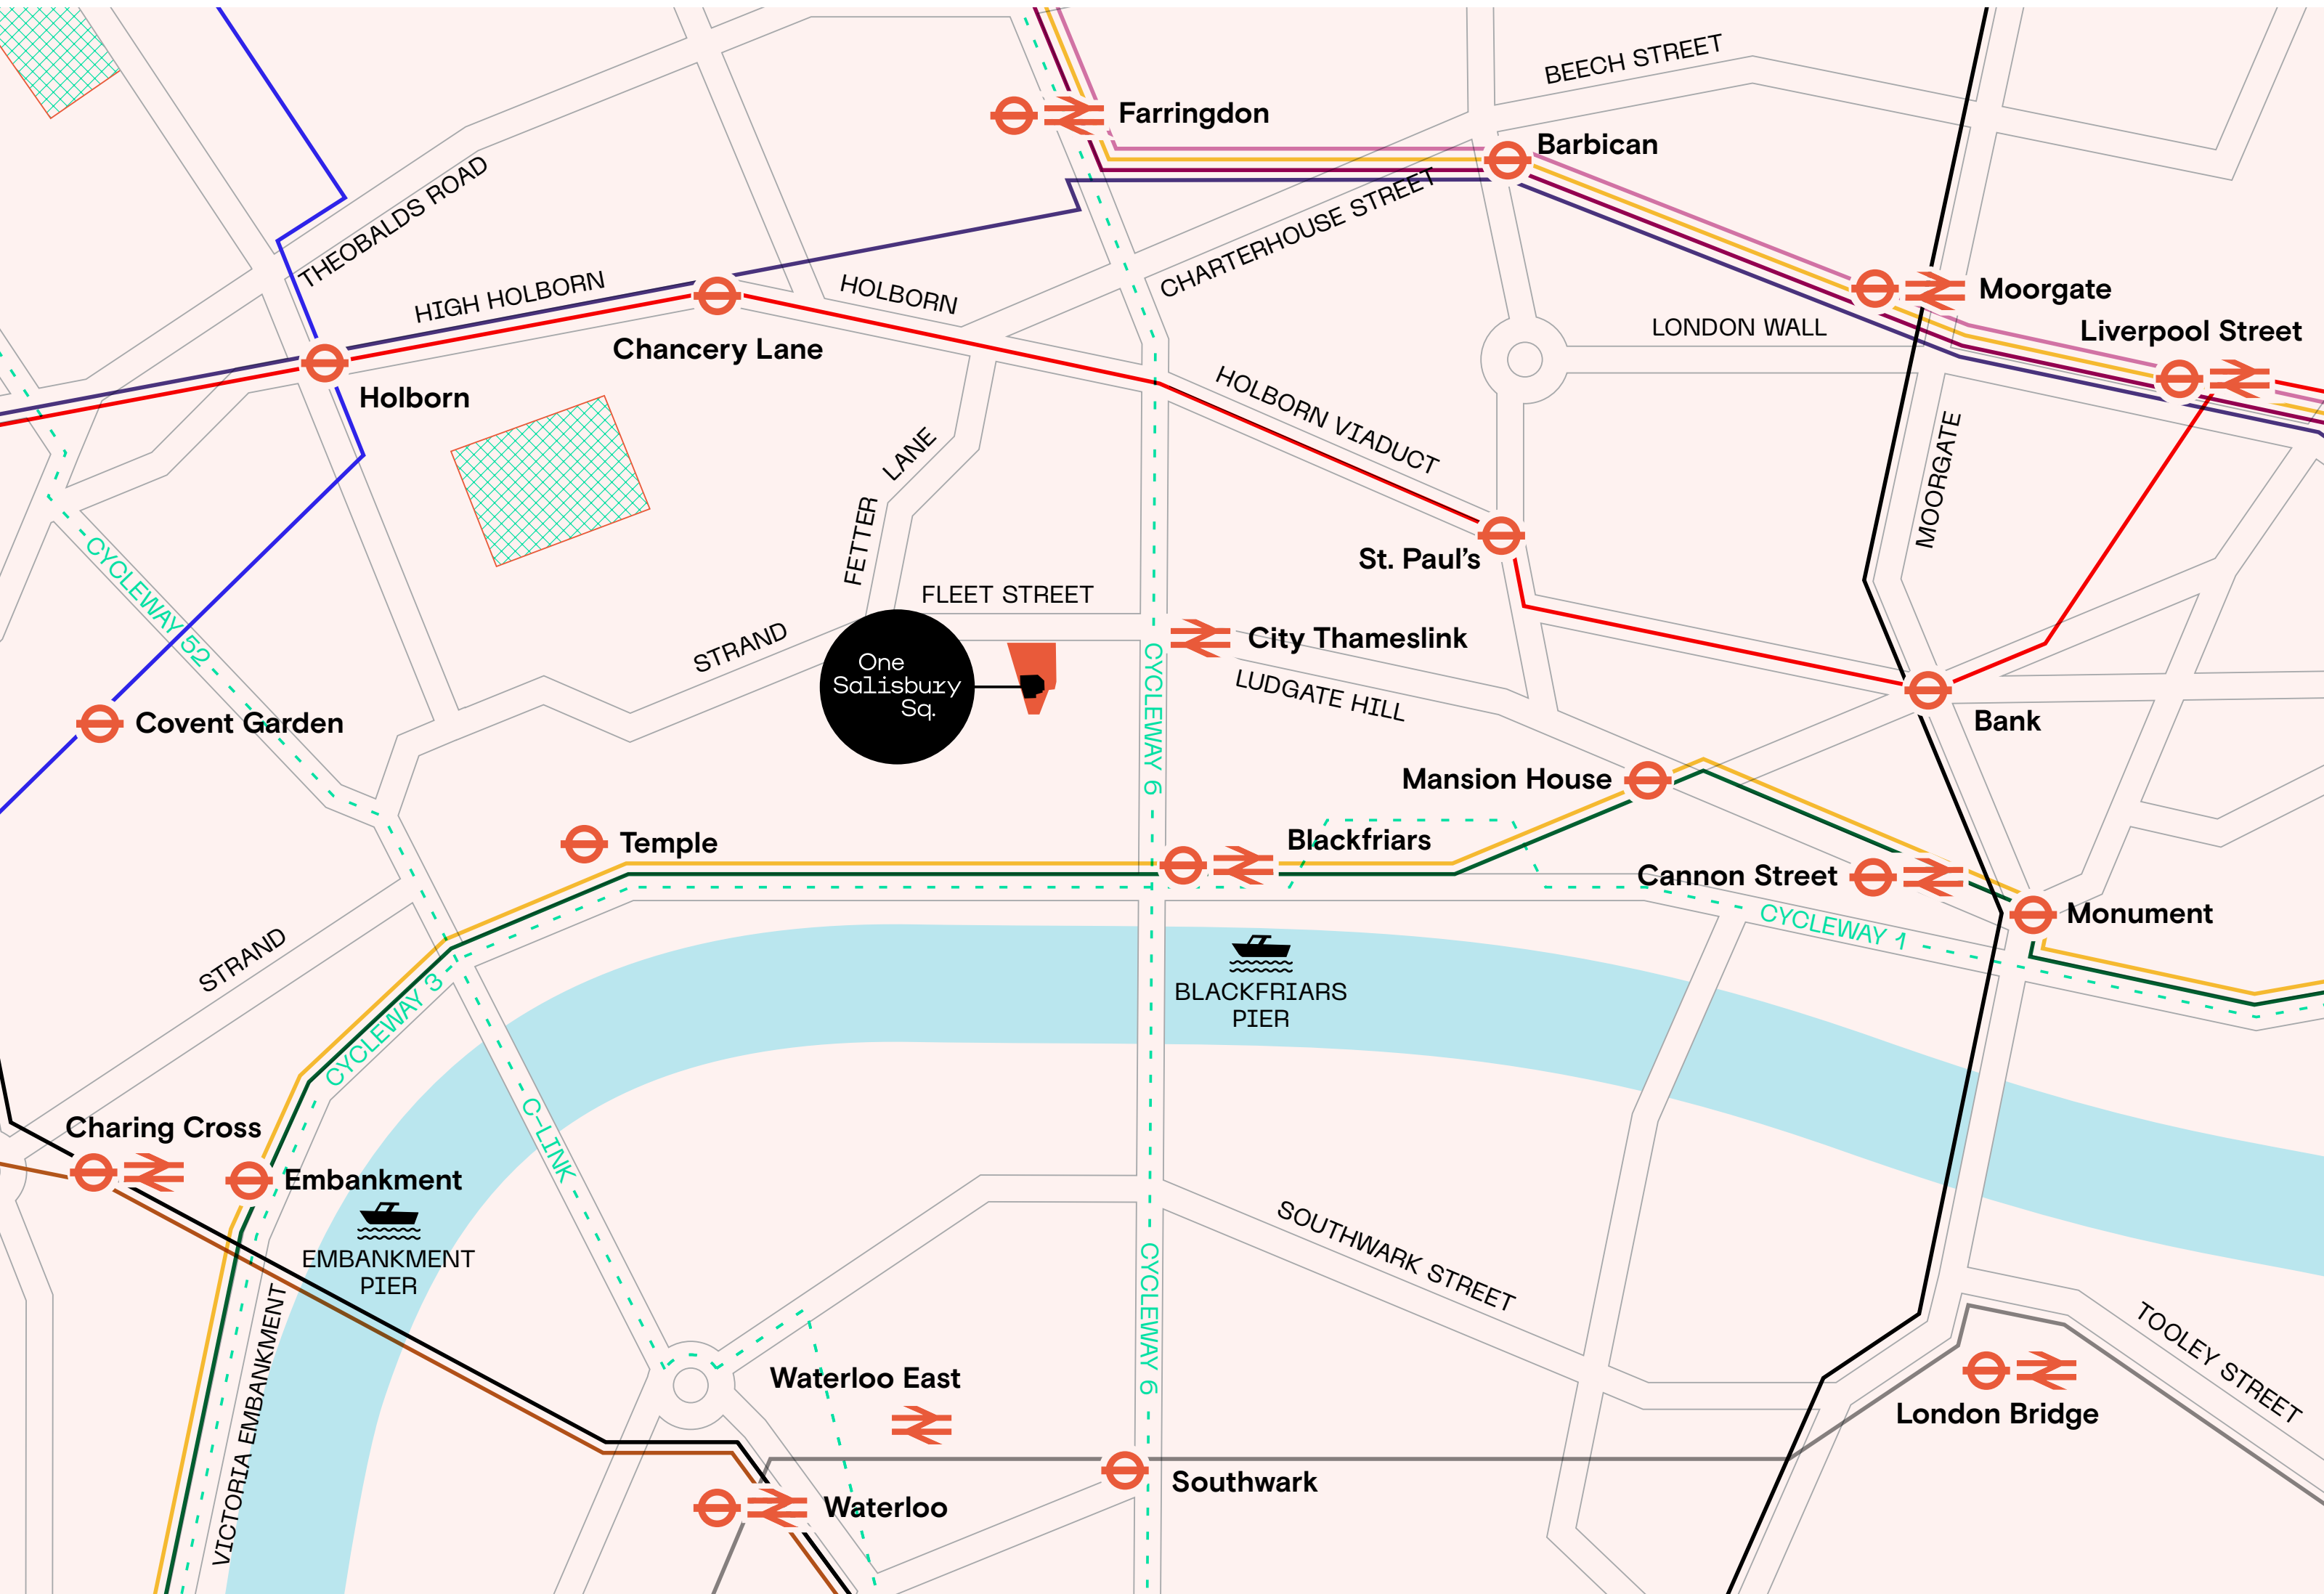 BEECH STREET
Farringdon
Barbican
THEOBALDS ROAD
CHARTERHOUSE STREET
HIGH HOLBORN
HOLBORN
Moorgate
LONDON WALL
Liverpool Street
Chancery Lane
Holborn
HOLBORN VIADUCT
LANE
FETTER
MOORGATE
CYCLEWAY 52
St. Paul’s
FLEET STREET
STRAND
City Thameslink
One
Salisbury
Sq.
CYCLEWAY 6
LUDGATE HILL
Covent Garden
Bank
Mansion House
Temple
Blackfriars
Cannon Street
Monument
CYCLEWAY 1
STRAND
CYCLEWAY 3
BLACKFRIARS
PIER
C-LINK
Charing Cross
Embankment
EMBANKMENT
PIER
SOUTHWARK STREET
CYCLEWAY 6
VICTORIA EMBANKMENT
TOOLEY STREET
Waterloo East
London Bridge
Southwark
Waterloo